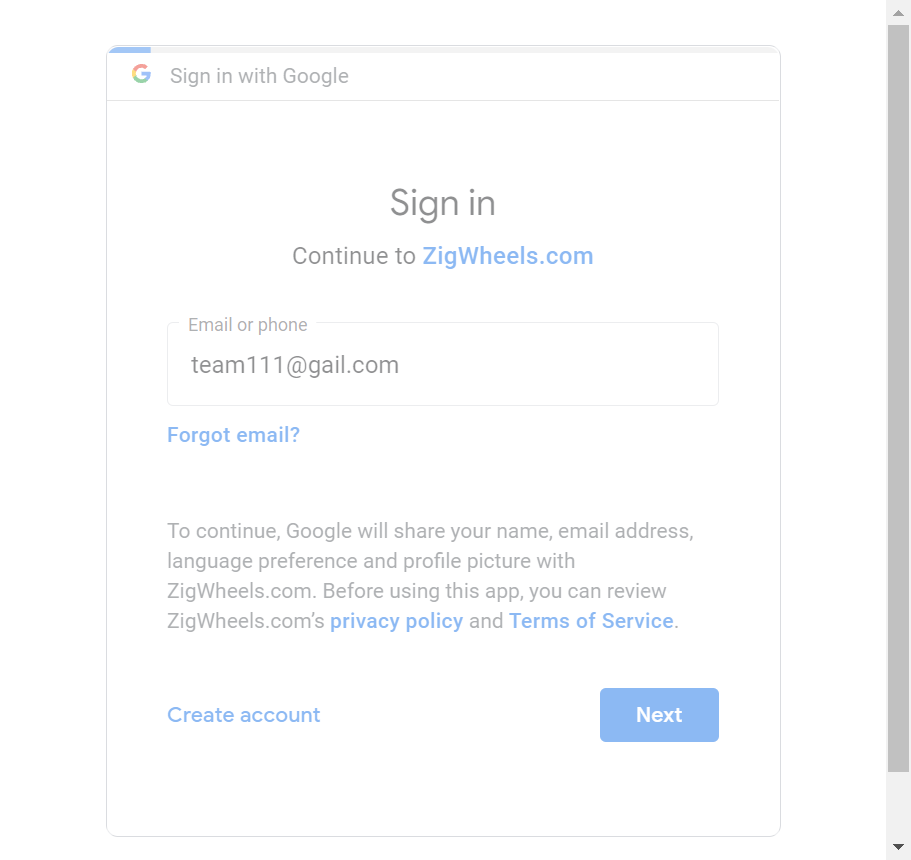 Sign in with Google
Sign in
Continue to ZigWheels.com
Email or phone
team111@gail.com
Forgot email?
To continue, Google will share your name, email address,
language preference and profile picture with
ZigWheels.com. Before using this app, you can review
ZigWheels.com’s privacy policy and Terms of Service.
Create account
Next